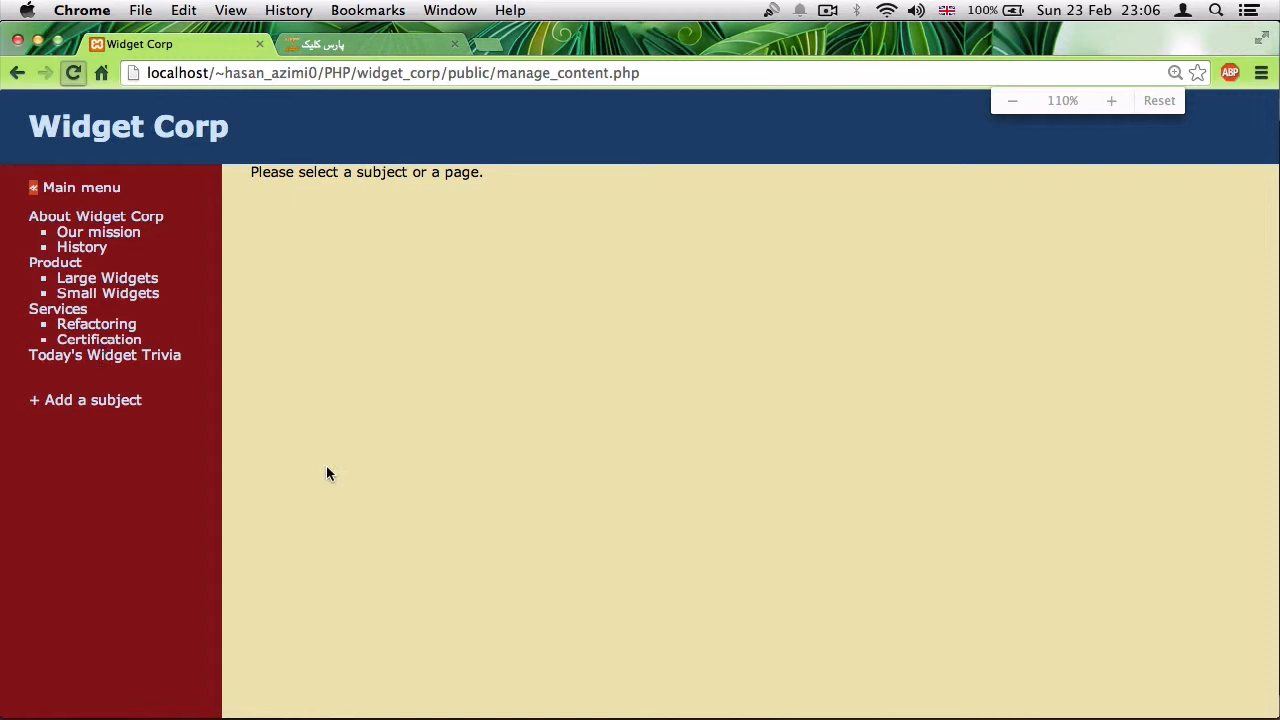 Chrome File Edit View History Bookmarks Window Help 100% Sun 23 Feb 23:06
Widget Corp پارس کلیک
localhost/~hasan_azimi0/PHP/widget_corp/public/manage_content.php ABP
− 110% + Reset
Widget Corp
« Main menu
Please select a subject or a page.
About Widget Corp
Our mission
History
Product
Large Widgets
Small Widgets
Services
Refactoring
Certification
Today's Widget Trivia
+ Add a subject